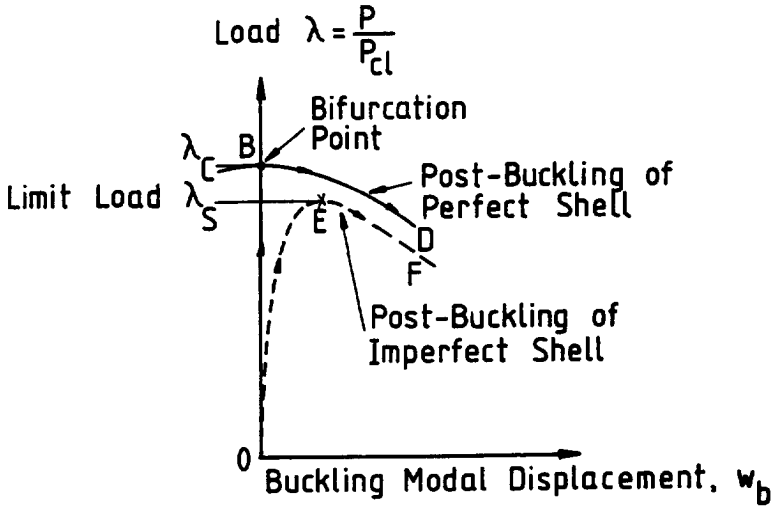 Load λ = P/P_cl
Bifurcation
Point
B
λ_C
Post-Buckling of
Perfect Shell
Limit Load λ_S
E
D
F
Post-Buckling of
Imperfect Shell
0
Buckling Modal Displacement, w_b